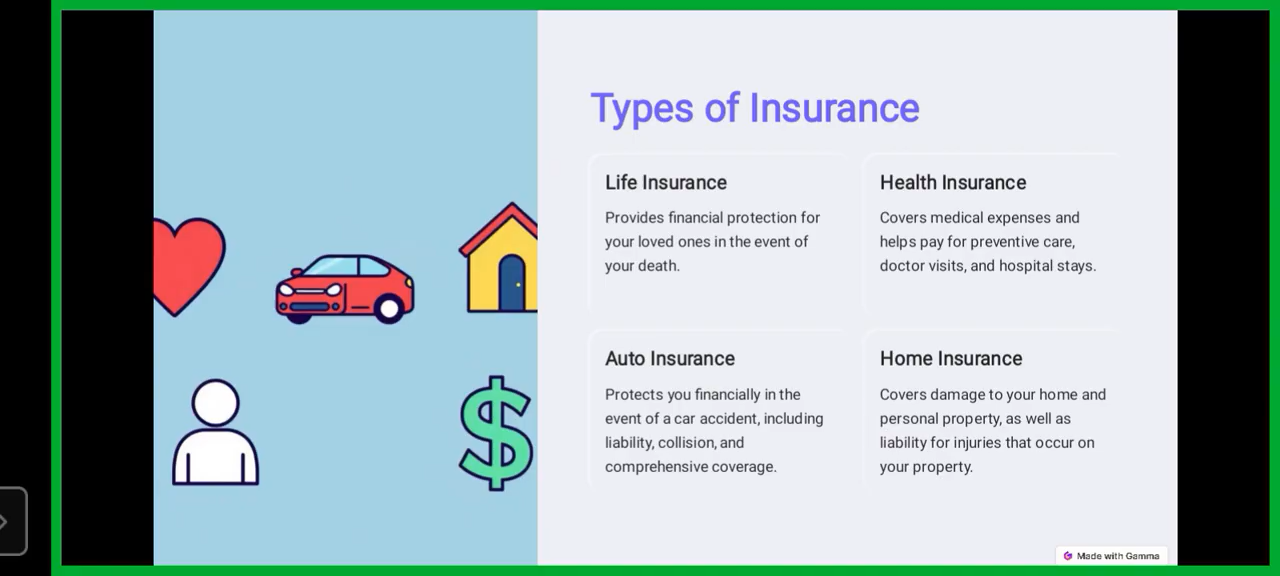 Types of Insurance
Life Insurance
Provides financial protection for
your loved ones in the event of
your death.
Health Insurance
Covers medical expenses and
helps pay for preventive care,
doctor visits, and hospital stays.
Auto Insurance
Protects you financially in the
event of a car accident, including
liability, collision, and
comprehensive coverage.
Home Insurance
Covers damage to your home and
personal property, as well as
liability for injuries that occur on
your property.
Made with Gamma